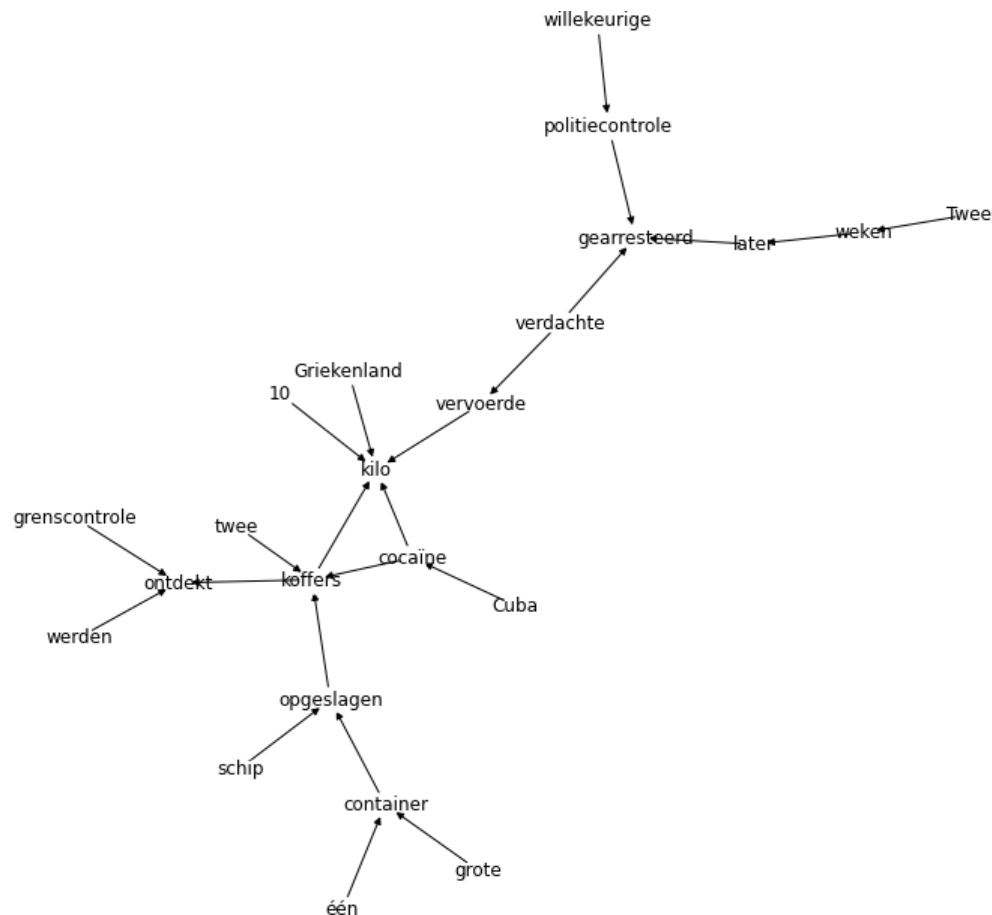 willekeurige
politiecontrole
Twee
weken
gearresteerd
later
verdachte
Griekenland
10
vervoerde
kilo
grenscontrole
twee
cocaïne
ontdekt
koffers
Cuba
werden
opgeslagen
schip
container
grote
één